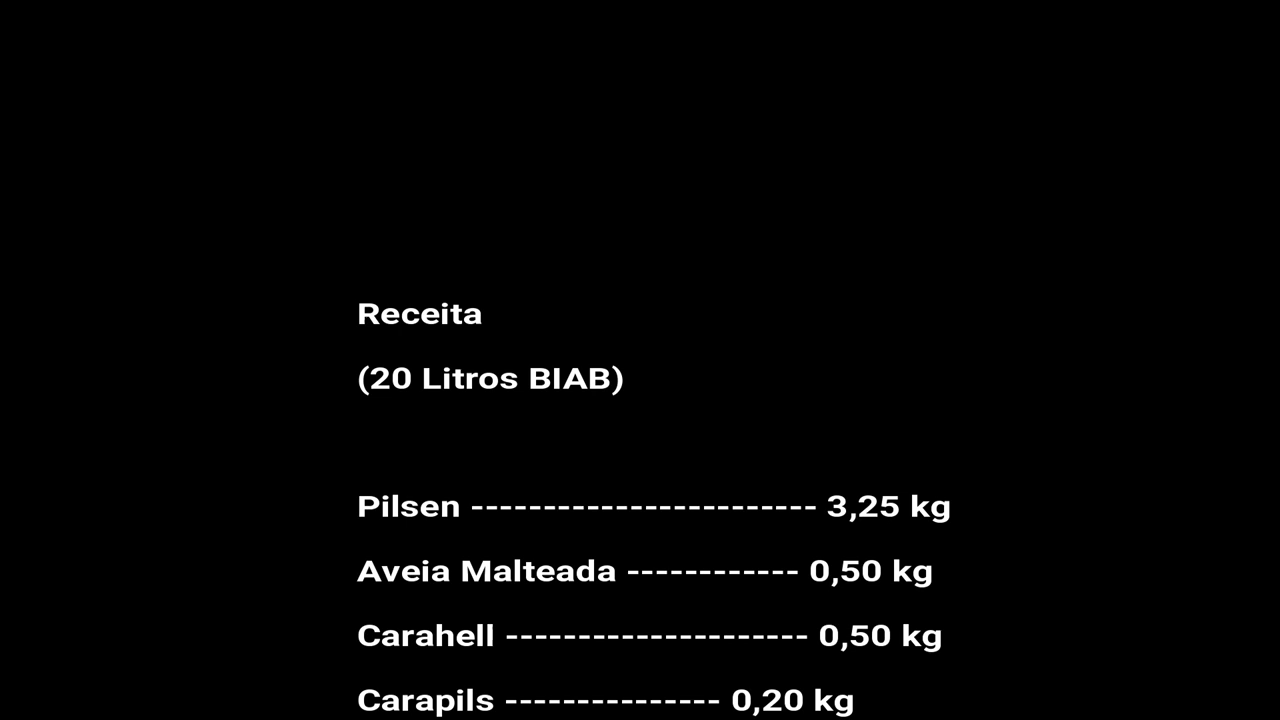 Receita
(20 Litros BIAB)
Pilsen ------------------------ 3,25 kg
Aveia Malteada ------------ 0,50 kg
Carahell --------------------- 0,50 kg
Carapils --------------- 0,20 kg